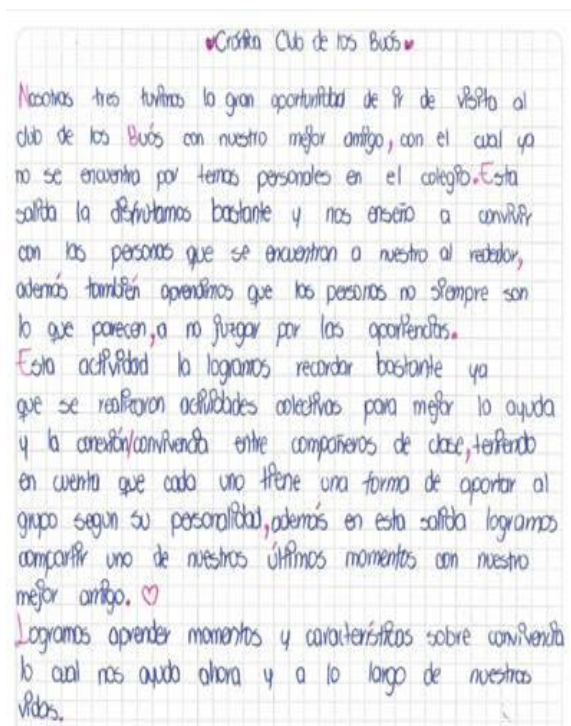 ♥Crónica Club de los Buós♥
Nosotras tres tuvimos la gran oportunidad de ir de visita al
club de los Buós con nuestro mejor amigo, con el cual ya
no se encuentra por temas personales en el colegio. Esta
salida la disfrutamos bastante y nos enseño a convivir
con las personas que se encuentran a nuestro al rededor,
además también aprendimos que las personas no siempre son
lo que parecen, a no juzgar por las apariencias.
Esta actividad la logramos recordar bastante ya
que se realizaron actividades colectivas para mejor la ayuda
y la conexión/convivencia entre compañeros de clase, teniendo
en cuenta que cada uno tiene una forma de aportar al
grupo segun su personalidad, además en esta salida logramos
compartir uno de nuestros últimos momentos con nuestro
mejor amigo. ♡
Logramos aprender momentos y características sobre convivencia
lo cual nos ayudo ahora y a lo largo de nuestras
vidas.